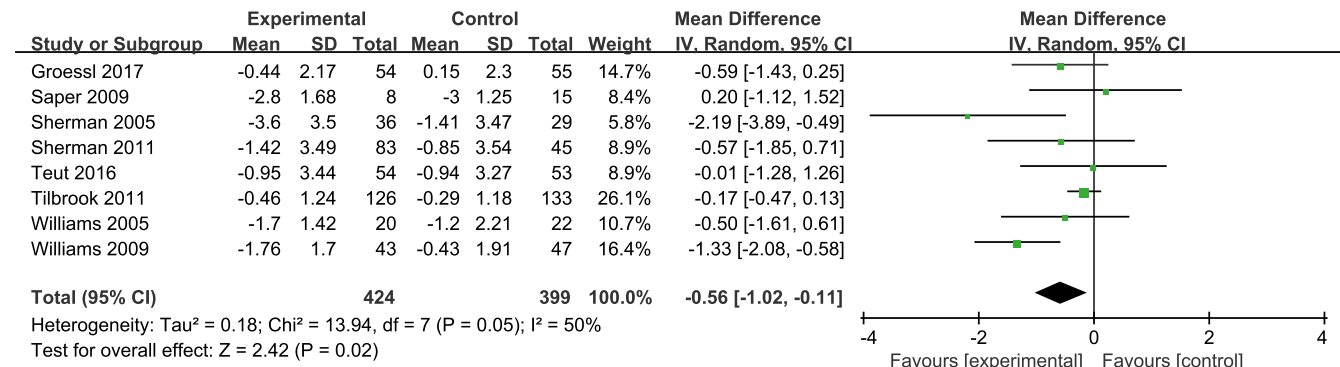 Experimental Control Mean Difference Mean Difference
Study or Subgroup Mean SD Total Mean SD Total Weight IV, Random, 95% CI IV, Random, 95% CI
Groessl 2017 -0.44 2.17 54 0.15 2.3 55 14.7% -0.59 [-1.43, 0.25]
Saper 2009 -2.8 1.68 8 -3 1.25 15 8.4% 0.20 [-1.12, 1.52]
Sherman 2005 -3.6 3.5 36 -1.41 3.47 29 5.8% -2.19 [-3.89, -0.49]
Sherman 2011 -1.42 3.49 83 -0.85 3.54 45 8.9% -0.57 [-1.85, 0.71]
Teut 2016 -0.95 3.44 54 -0.94 3.27 53 8.9% -0.01 [-1.28, 1.26]
Tilbrook 2011 -0.46 1.24 126 -0.29 1.18 133 26.1% -0.17 [-0.47, 0.13]
Williams 2005 -1.7 1.42 20 -1.2 2.21 22 10.7% -0.50 [-1.61, 0.61]
Williams 2009 -1.76 1.7 43 -0.43 1.91 47 16.4% -1.33 [-2.08, -0.58]
Total (95% CI) 424 399 100.0% -0.56 [-1.02, -0.11]
Heterogeneity: Tau² = 0.18; Chi² = 13.94, df = 7 (P = 0.05); I² = 50%
Test for overall effect: Z = 2.42 (P = 0.02)
-4 -2 0 2 4
Favours [experimental] Favours [control]